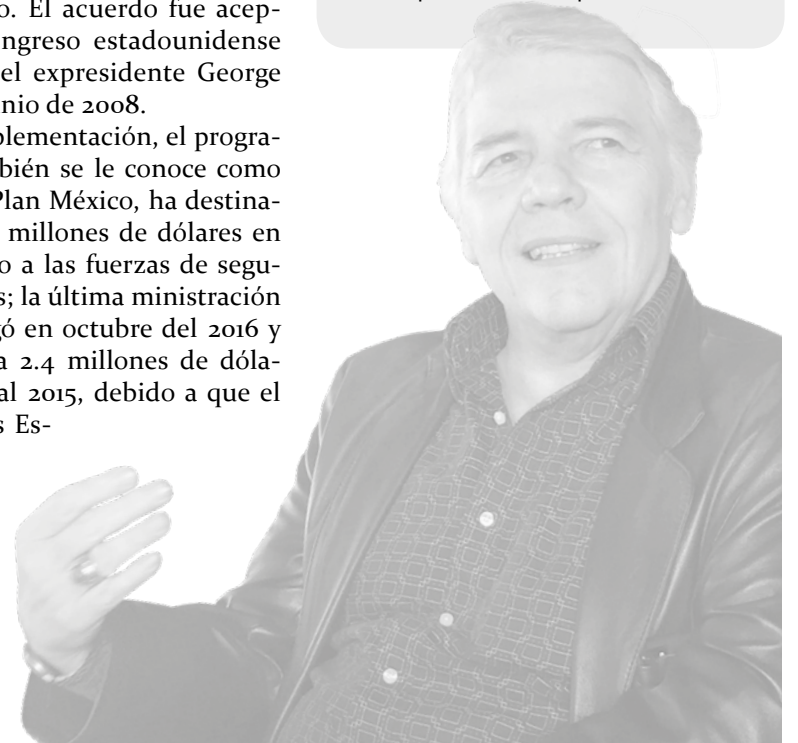 o. El acuerdo fue acep-
ngreso estadounidense
el expresidente George
nio de 2008.
plementación, el progra-
bién se le conoce como
Plan México, ha destina-
millones de dólares en
o a las fuerzas de segu-
s; la última ministración
gó en octubre del 2016 y
a 2.4 millones de dóla-
al 2015, debido a que el
s Es-